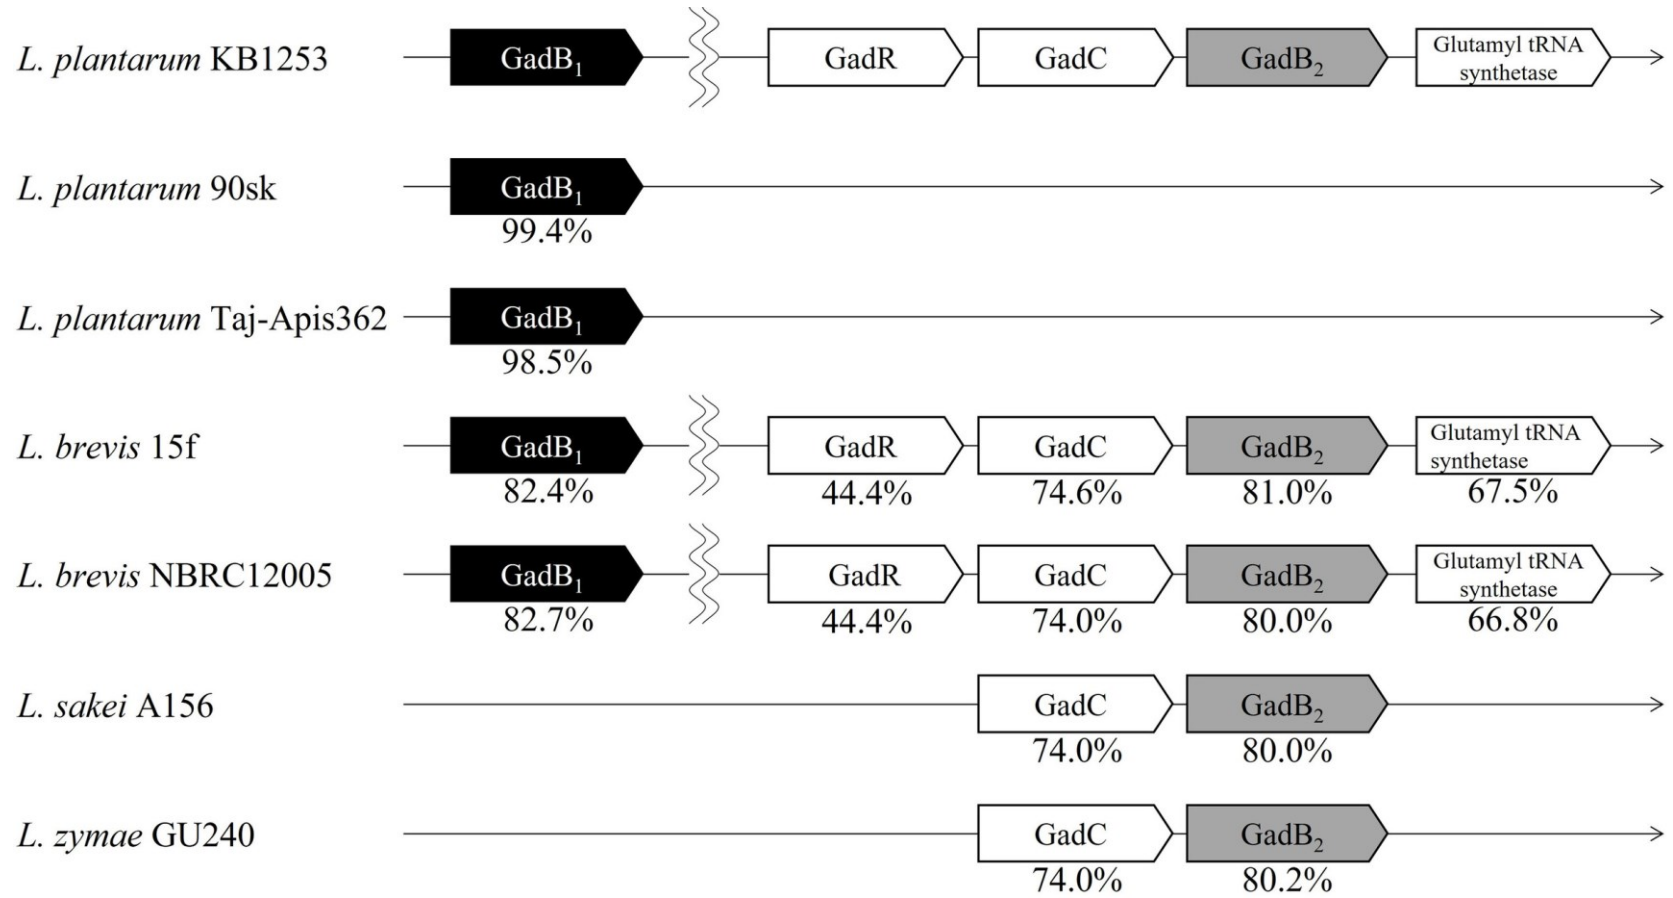 L. plantarum KB1253 GadB₁ GadR GadC GadB₂ Glutamyl tRNA
synthetase
L. plantarum 90sk GadB₁
99.4%
L. plantarum Taj-Apis362 GadB₁
98.5%
L. brevis 15f GadB₁ GadR GadC GadB₂ Glutamyl tRNA
synthetase
82.4% 44.4% 74.6% 81.0% 67.5%
L. brevis NBRC12005 GadB₁ GadR GadC GadB₂ Glutamyl tRNA
synthetase
82.7% 44.4% 74.0% 80.0% 66.8%
L. sakei A156 GadC GadB₂
74.0% 80.0%
L. zymae GU240 GadC GadB₂
74.0% 80.2%